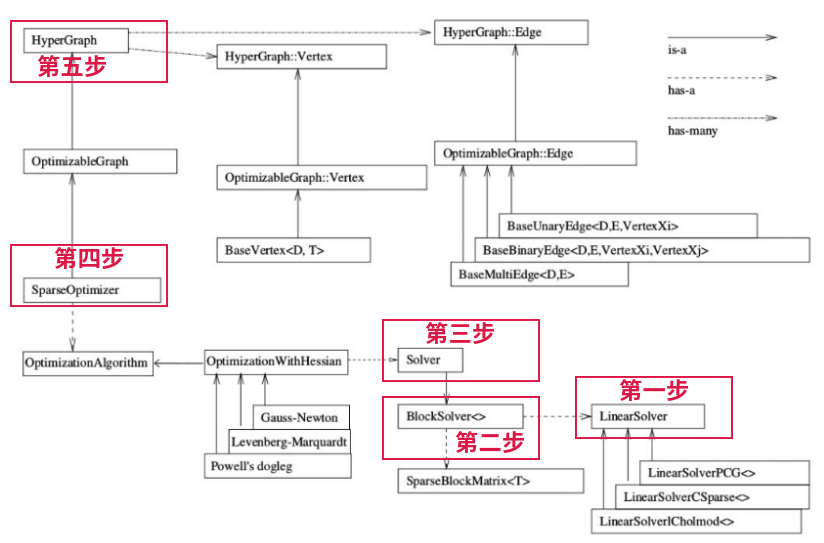 HyperGraph
第五步
HyperGraph::Vertex
HyperGraph::Edge
is-a
has-a
has-many
OptimizableGraph
OptimizableGraph::Vertex
OptimizableGraph::Edge
BaseVertex<D, T>
BaseUnaryEdge<D,E,VertexXi>
BaseBinaryEdge<D,E,VertexXi,VertexXj>
BaseMultiEdge<D,E>
第四步
SparseOptimizer
OptimizationAlgorithm
OptimizationWithHessian
Gauss-Newton
Levenberg-Marquardt
Powell's dogleg
第三步
Solver
BlockSolver<>
第二步
SparseBlockMatrix<T>
第一步
LinearSolver
LinearSolverPCG<>
LinearSolverCSparse<>
LinearSolverlCholmod<>